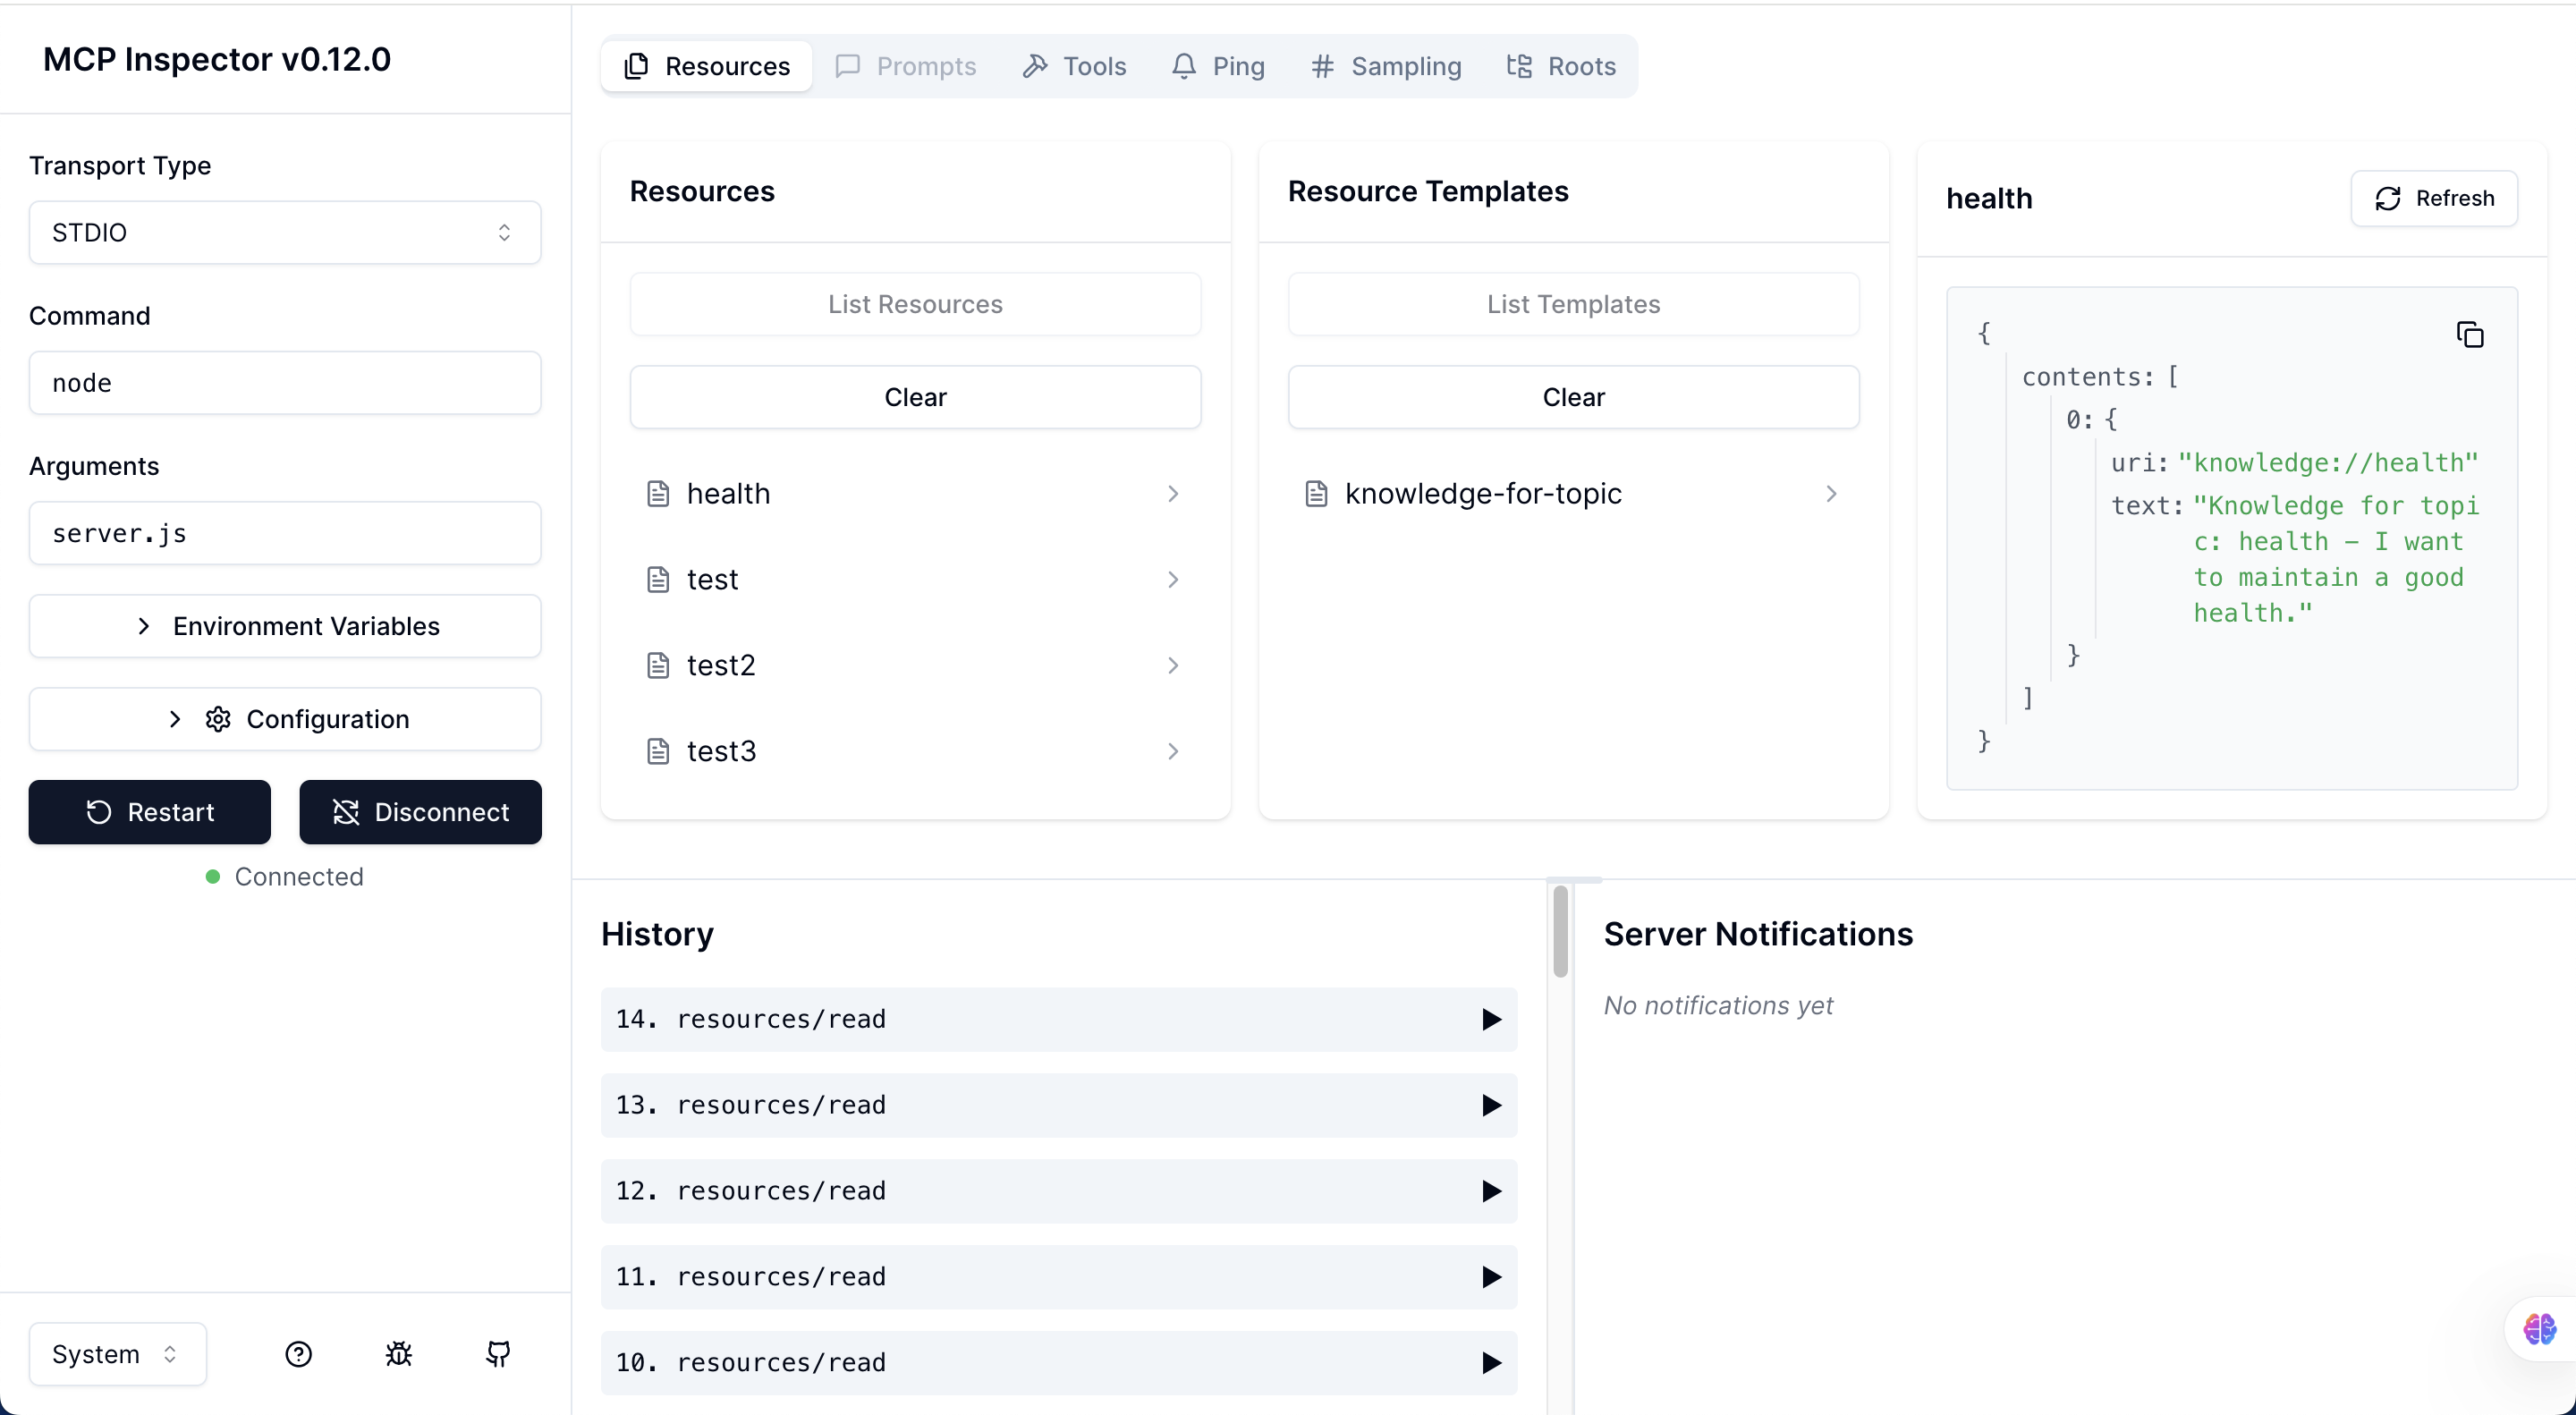 MCP Inspector v0.12.0
Transport Type
STDIO
Command
node
Arguments
server.js
Environment Variables
Configuration
Restart
Disconnect
Connected
System
Resources
Prompts
Tools
Ping
Sampling
Roots
Resources
List Resources
Clear
health
test
test2
test3
Resource Templates
List Templates
Clear
knowledge-for-topic
health
Refresh
{
contents: [
0: {
uri: "knowledge://health"
text: "Knowledge for topi
c: health – I want
to maintain a good
health."
}
]
}
History
14. resources/read
13. resources/read
12. resources/read
11. resources/read
10. resources/read
Server Notifications
No notifications yet